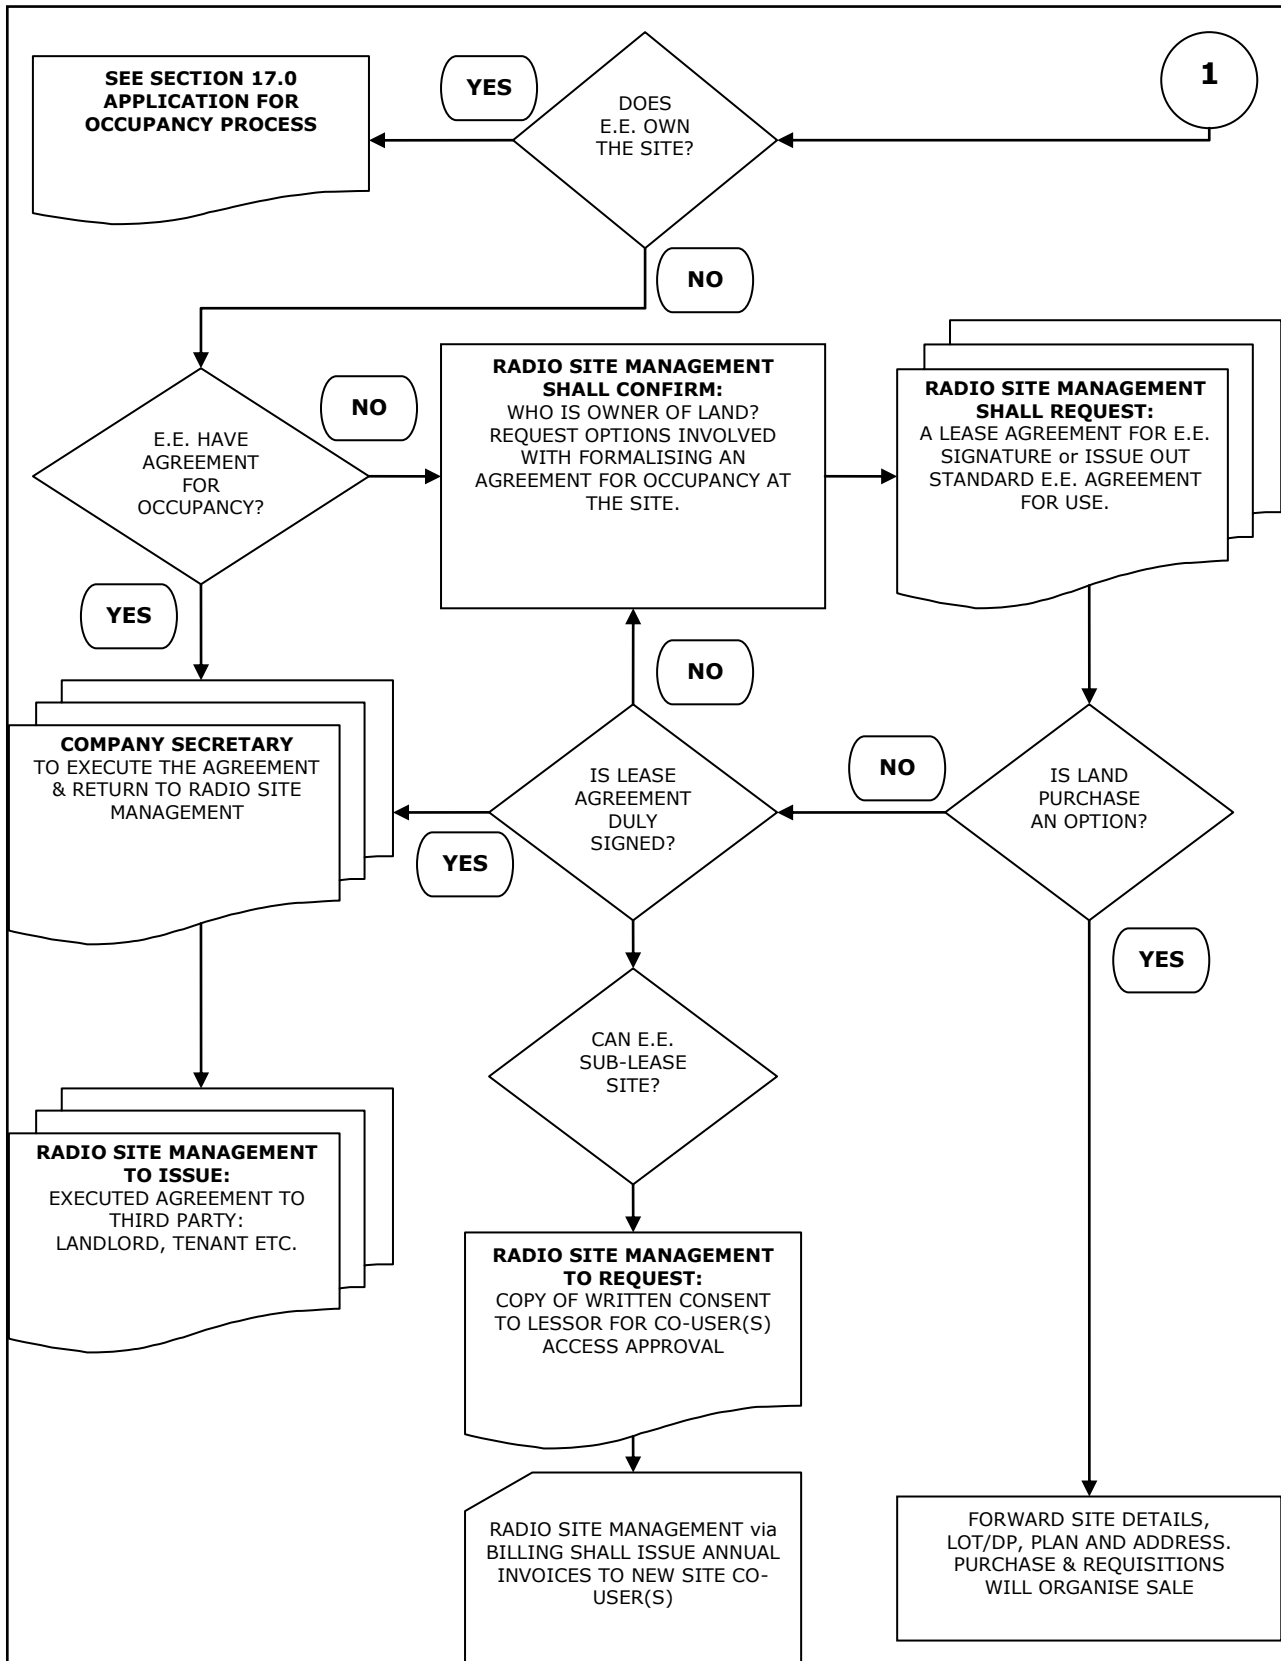 SEE SECTION 17.0
APPLICATION FOR
OCCUPANCY PROCESS
YES
DOES
E.E. OWN
THE SITE?
1
NO
E.E. HAVE
AGREEMENT
FOR
OCCUPANCY?
NO
RADIO SITE MANAGEMENT
SHALL CONFIRM:
WHO IS OWNER OF LAND?
REQUEST OPTIONS INVOLVED
WITH FORMALISING AN
AGREEMENT FOR OCCUPANCY AT
THE SITE.
RADIO SITE MANAGEMENT
SHALL REQUEST:
A LEASE AGREEMENT FOR E.E.
SIGNATURE or ISSUE OUT
STANDARD E.E. AGREEMENT
FOR USE.
YES
NO
COMPANY SECRETARY
TO EXECUTE THE AGREEMENT
& RETURN TO RADIO SITE
MANAGEMENT
YES
IS LEASE
AGREEMENT
DULY
SIGNED?
NO
IS LAND
PURCHASE
AN OPTION?
YES
CAN E.E.
SUB-LEASE
SITE?
RADIO SITE MANAGEMENT
TO ISSUE:
EXECUTED AGREEMENT TO
THIRD PARTY:
LANDLORD, TENANT ETC.
RADIO SITE MANAGEMENT
TO REQUEST:
COPY OF WRITTEN CONSENT
TO LESSOR FOR CO-USER(S)
ACCESS APPROVAL
RADIO SITE MANAGEMENT via
BILLING SHALL ISSUE ANNUAL
INVOICES TO NEW SITE CO-
USER(S)
FORWARD SITE DETAILS,
LOT/DP, PLAN AND ADDRESS.
PURCHASE & REQUISITIONS
WILL ORGANISE SALE